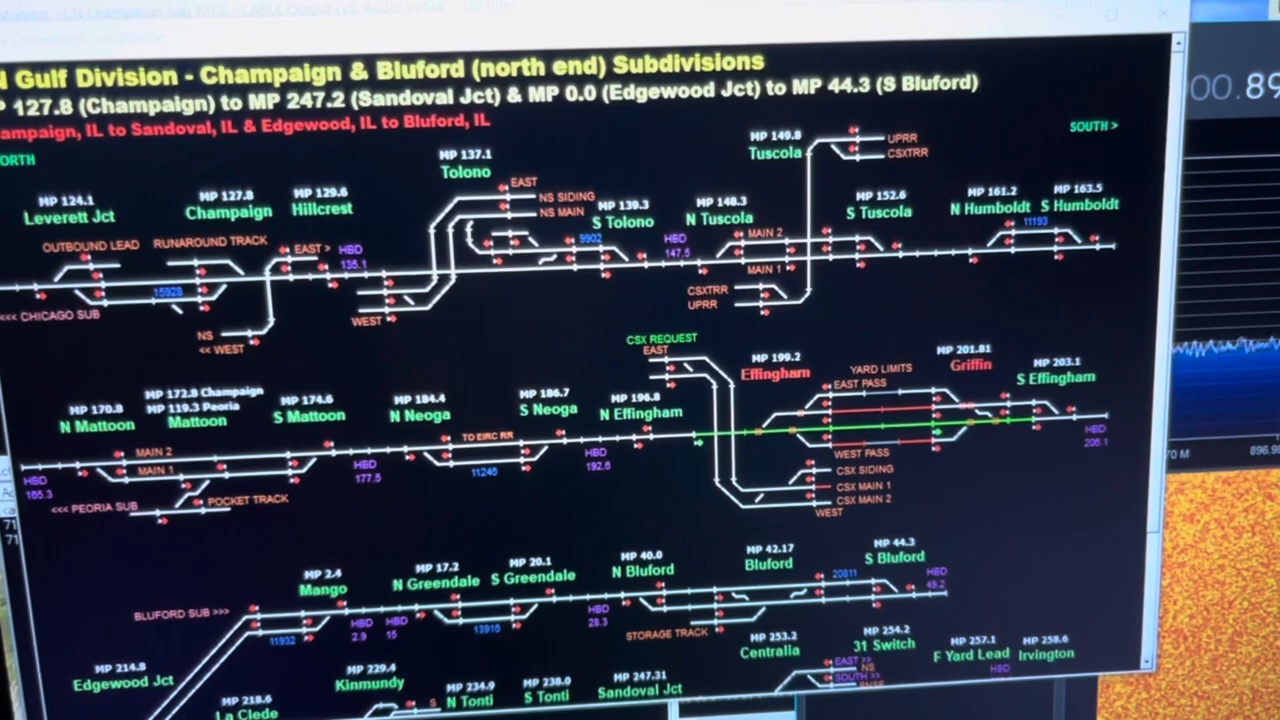 N Gulf Division - Champaign & Bluford (north end) Subdivisions
P 127.8 (Champaign) to MP 247.2 (Sandoval Jct) & MP 0.0 (Edgewood Jct) to MP 44.3 (S Bluford)
ampaign, IL to Sandoval, IL & Edgewood, IL to Bluford, IL
ORTH
SOUTH >
MP 124.1
Leverett Jct
MP 127.8
Champaign
MP 129.6
Hillcrest
MP 137.1
Tolono
MP 139.3
S Tolono
MP 148.3
N Tuscola
MP 149.8
Tuscola
MP 152.6
S Tuscola
MP 161.2
N Humboldt
MP 163.5
S Humboldt
UPRR
CSXTRR
EAST
NS SIDING
NS MAIN
OUTBOUND LEAD
RUNAROUND TRACK
EAST >
HBD
135.1
9902
HBD
147.5
MAIN 2
MAIN 1
11193
15928
CSXTRR
UPRR
<<< CHICAGO SUB
WEST
NS
<< WEST
CSX REQUEST
EAST
MP 170.8
N Mattoon
MP 172.8 Champaign
MP 119.3 Peoria
Mattoon
MP 174.6
S Mattoon
MP 184.4
N Neoga
MP 186.7
S Neoga
MP 196.8
N Effingham
MP 199.2
Effingham
YARD LIMITS
MP 201.81
Griffin
MP 203.1
S Effingham
EAST PASS
WEST PASS
MAIN 2
MAIN 1
HBD
165.3
HBD
177.5
TO EIRC RR
11246
HBD
192.6
HBD
206.1
CSX SIDING
CSX MAIN 1
CSX MAIN 2
WEST
<<< PEORIA SUB
POCKET TRACK
MP 2.4
Mango
MP 17.2
N Greendale
MP 20.1
S Greendale
MP 40.0
N Bluford
MP 42.17
Bluford
MP 44.3
S Bluford
BLUFORD SUB >>>
11932
HBD
2.9
HBD
15
13915
HBD
28.3
20811
HBD
49.2
STORAGE TRACK
MP 214.8
Edgewood Jct
MP 218.6
La Clede
MP 229.4
Kinmundy
S
MP 234.9
N Tonti
MP 238.0
S Tonti
MP 247.31
Sandoval Jct
MP 253.2
Centralia
MP 254.2
31 Switch
EAST >>
NS
SOUTH >>
MP 257.1
F Yard Lead
HBD
MP 258.6
Irvington
00.89
70 M
896.90
71
71